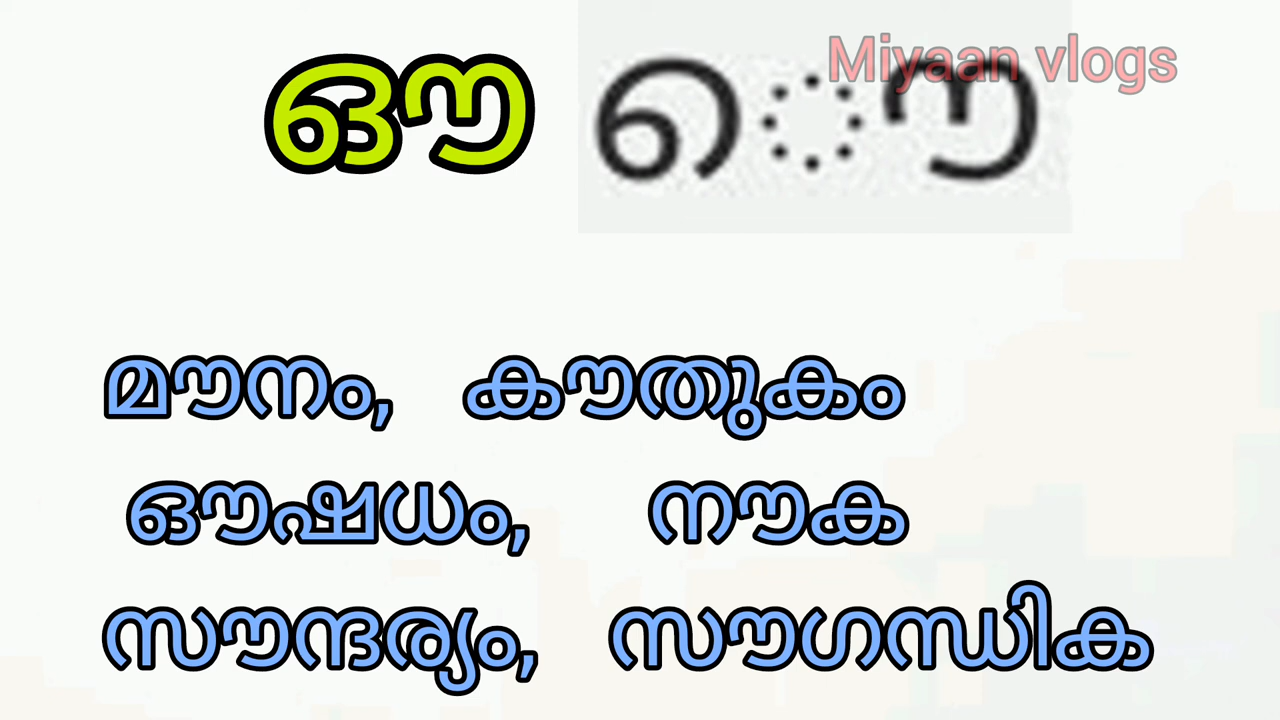 ഔ ൌ Miyaan vlogs
മൗനം, കൗതുകം
ഔഷധം, നൗക
സൗന്ദര്യം, സൗഗന്ധിക